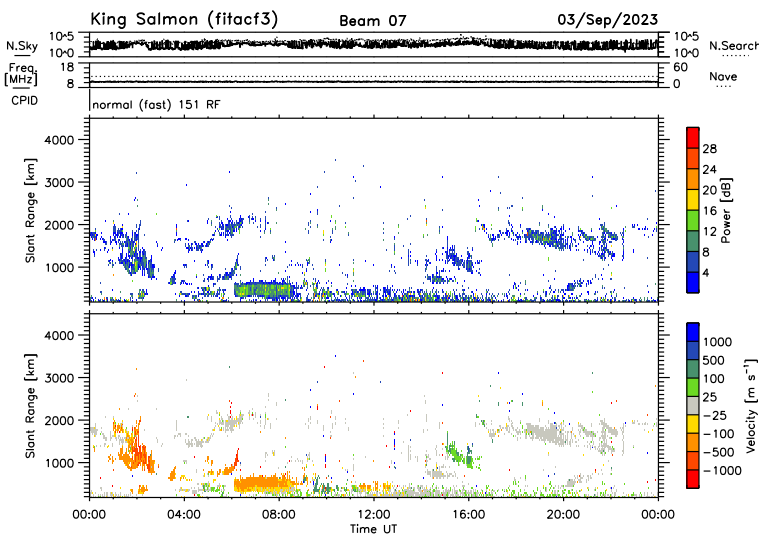 King Salmon (fitacf3) Beam 07 03/Sep/2023
N.Sky 10^5 10^0 10^5 10^0 N.Search
Freq. [MHz] 18 8 60 0 Nave
CPID normal (fast) 151 RF
Slant Range [km] 4000 3000 2000 1000
28 24 20 16 12 8 4 Power [dB]
Slant Range [km] 4000 3000 2000 1000
1000 500 100 25 -25 -100 -500 -1000 Velocity [m s⁻¹]
00:00 04:00 08:00 12:00 16:00 20:00 00:00
Time UT